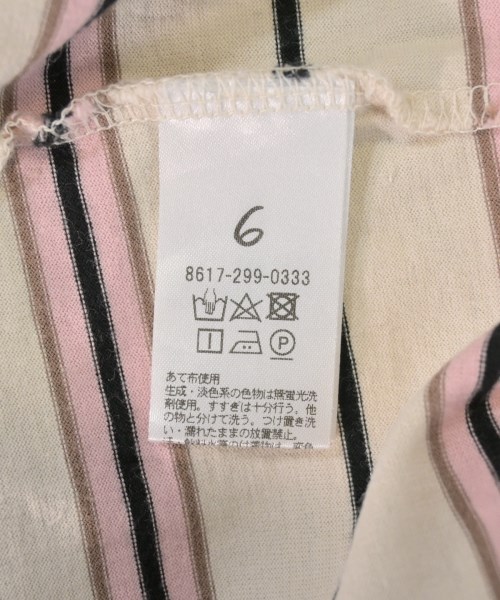 6
8617-299-0333
あて布使用
生成・淡色系の色物は無蛍光洗
剤使用。すすぎは十分行う。他
の物と分けて洗う。つけ置き洗
い・濡れたままの放置禁止。